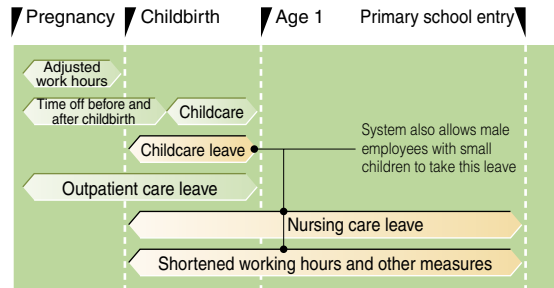 Pregnancy Childbirth Age 1 Primary school entry
Adjusted
work hours
Time off before and
after childbirth
Childcare
Childcare leave
System also allows male
employees with small
children to take this leave
Outpatient care leave
Nursing care leave
Shortened working hours and other measures